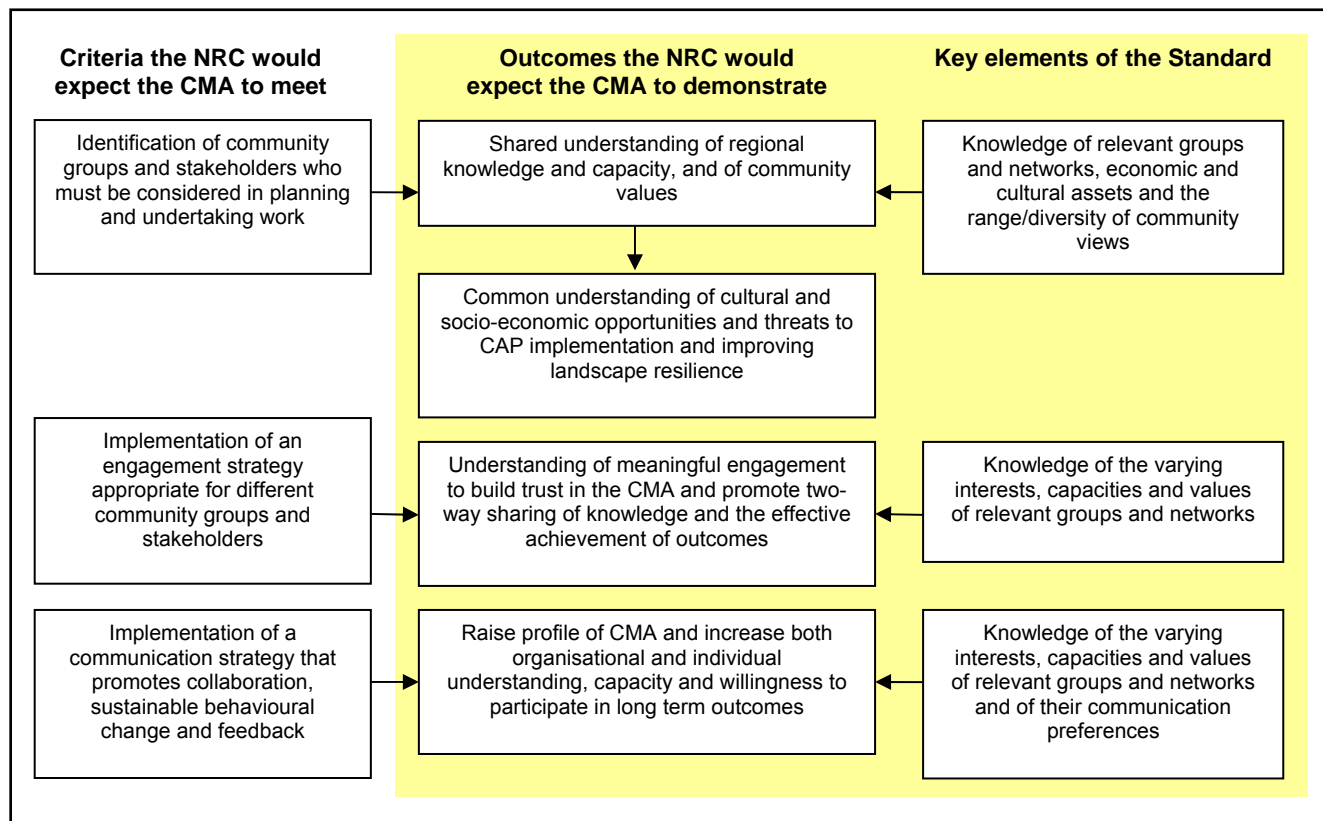 Criteria the NRC would
expect the CMA to meet
Outcomes the NRC would
expect the CMA to demonstrate
Key elements of the Standard
Identification of community
groups and stakeholders who
must be considered in planning
and undertaking work
Shared understanding of regional
knowledge and capacity, and of community
values
Knowledge of relevant groups
and networks, economic and
cultural assets and the
range/diversity of community
views
Common understanding of cultural and
socio-economic opportunities and threats to
CAP implementation and improving
landscape resilience
Implementation of an
engagement strategy
appropriate for different
community groups and
stakeholders
Understanding of meaningful engagement
to build trust in the CMA and promote two-
way sharing of knowledge and the effective
achievement of outcomes
Knowledge of the varying
interests, capacities and values
of relevant groups and networks
Implementation of a
communication strategy that
promotes collaboration,
sustainable behavioural
change and feedback
Raise profile of CMA and increase both
organisational and individual
understanding, capacity and willingness to
participate in long term outcomes
Knowledge of the varying
interests, capacities and values
of relevant groups and networks
and of their communication
preferences